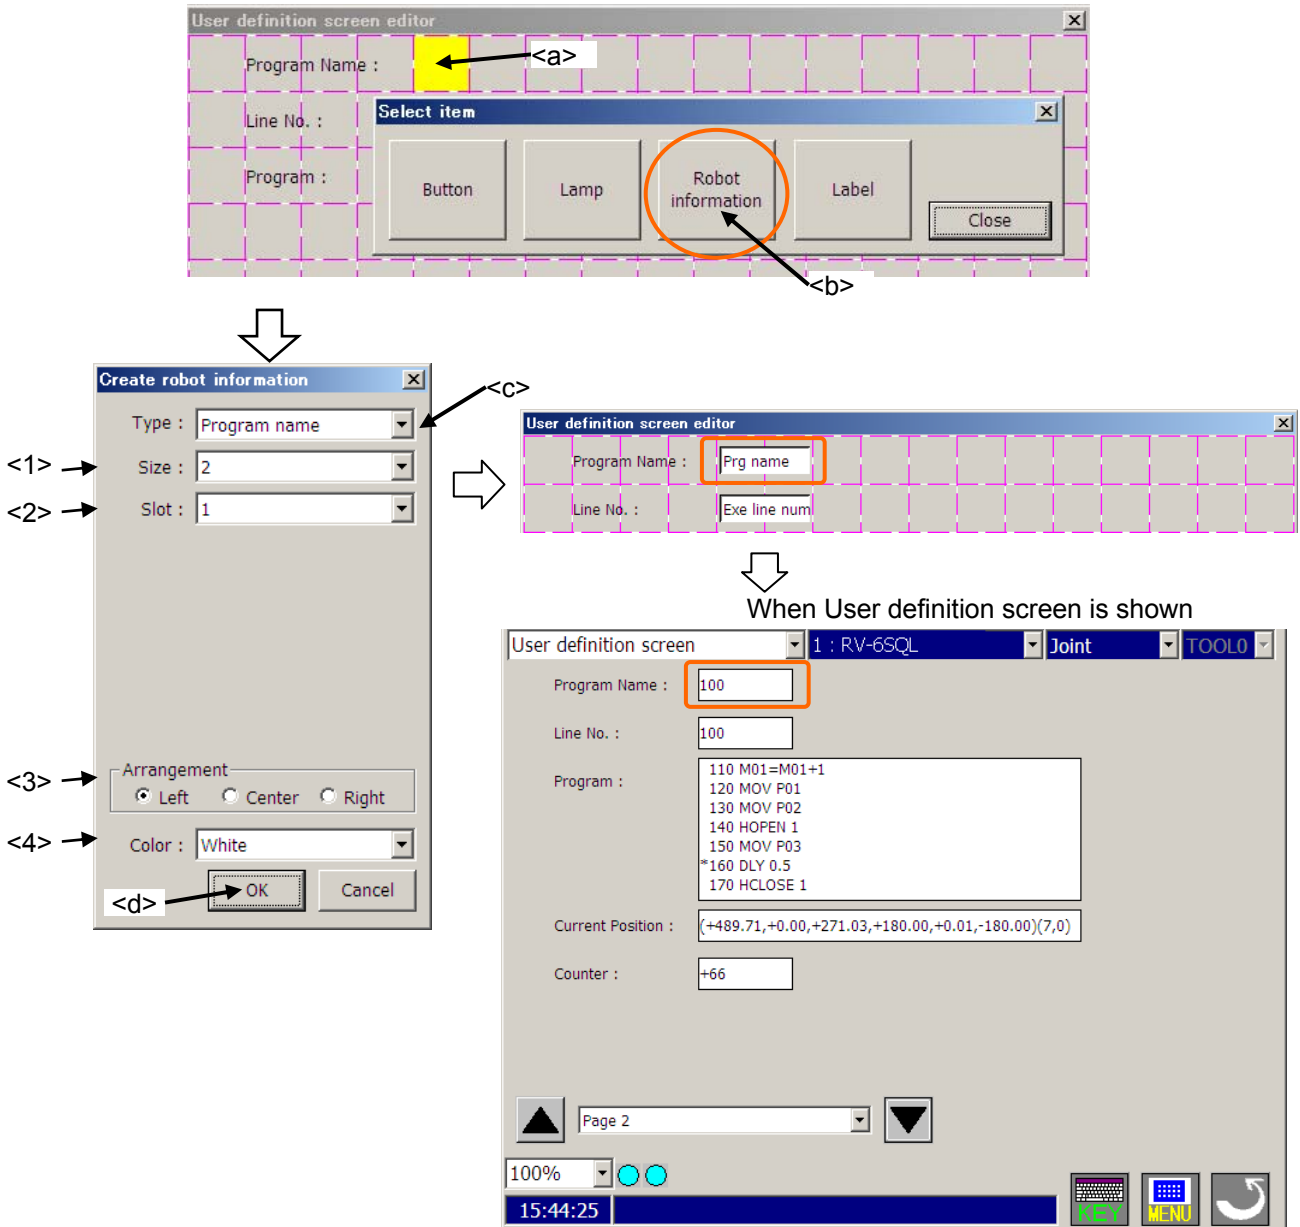 User definition screen editor
Program Name :
<a>
Line No. :
Program :
Select item
Button
Lamp
Robot
information
Label
Close
<b>
Create robot information
Type : Program name
<c>
<1>
Size : 2
<2>
Slot : 1
<3>
Arrangement
Left Center Right
<4>
Color : White
<d>
OK Cancel
User definition screen editor
Program Name : Prg name
Line No. : Exe line num
When User definition screen is shown
User definition screen 1 : RV-6SQL Joint TOOL0
Program Name : 100
Line No. : 100
Program :
110 M01=M01+1
120 MOV P01
130 MOV P02
140 HOPEN 1
150 MOV P03
*160 DLY 0.5
170 HCLOSE 1
Current Position : (+489.71,+0.00,+271.03,+180.00,+0.01,-180.00)(7,0)
Counter : +66
Page 2
100%
15:44:25
KEY MENU